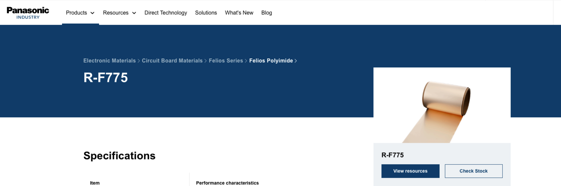 Panasonic
INDUSTRY
Products Resources Direct Technology Solutions What's New Blog
Electronic Materials > Circuit Board Materials > Felios Series > Felios Polyimide >
R-F775
R-F775
View resources Check Stock
Specifications
Item Performance characteristics